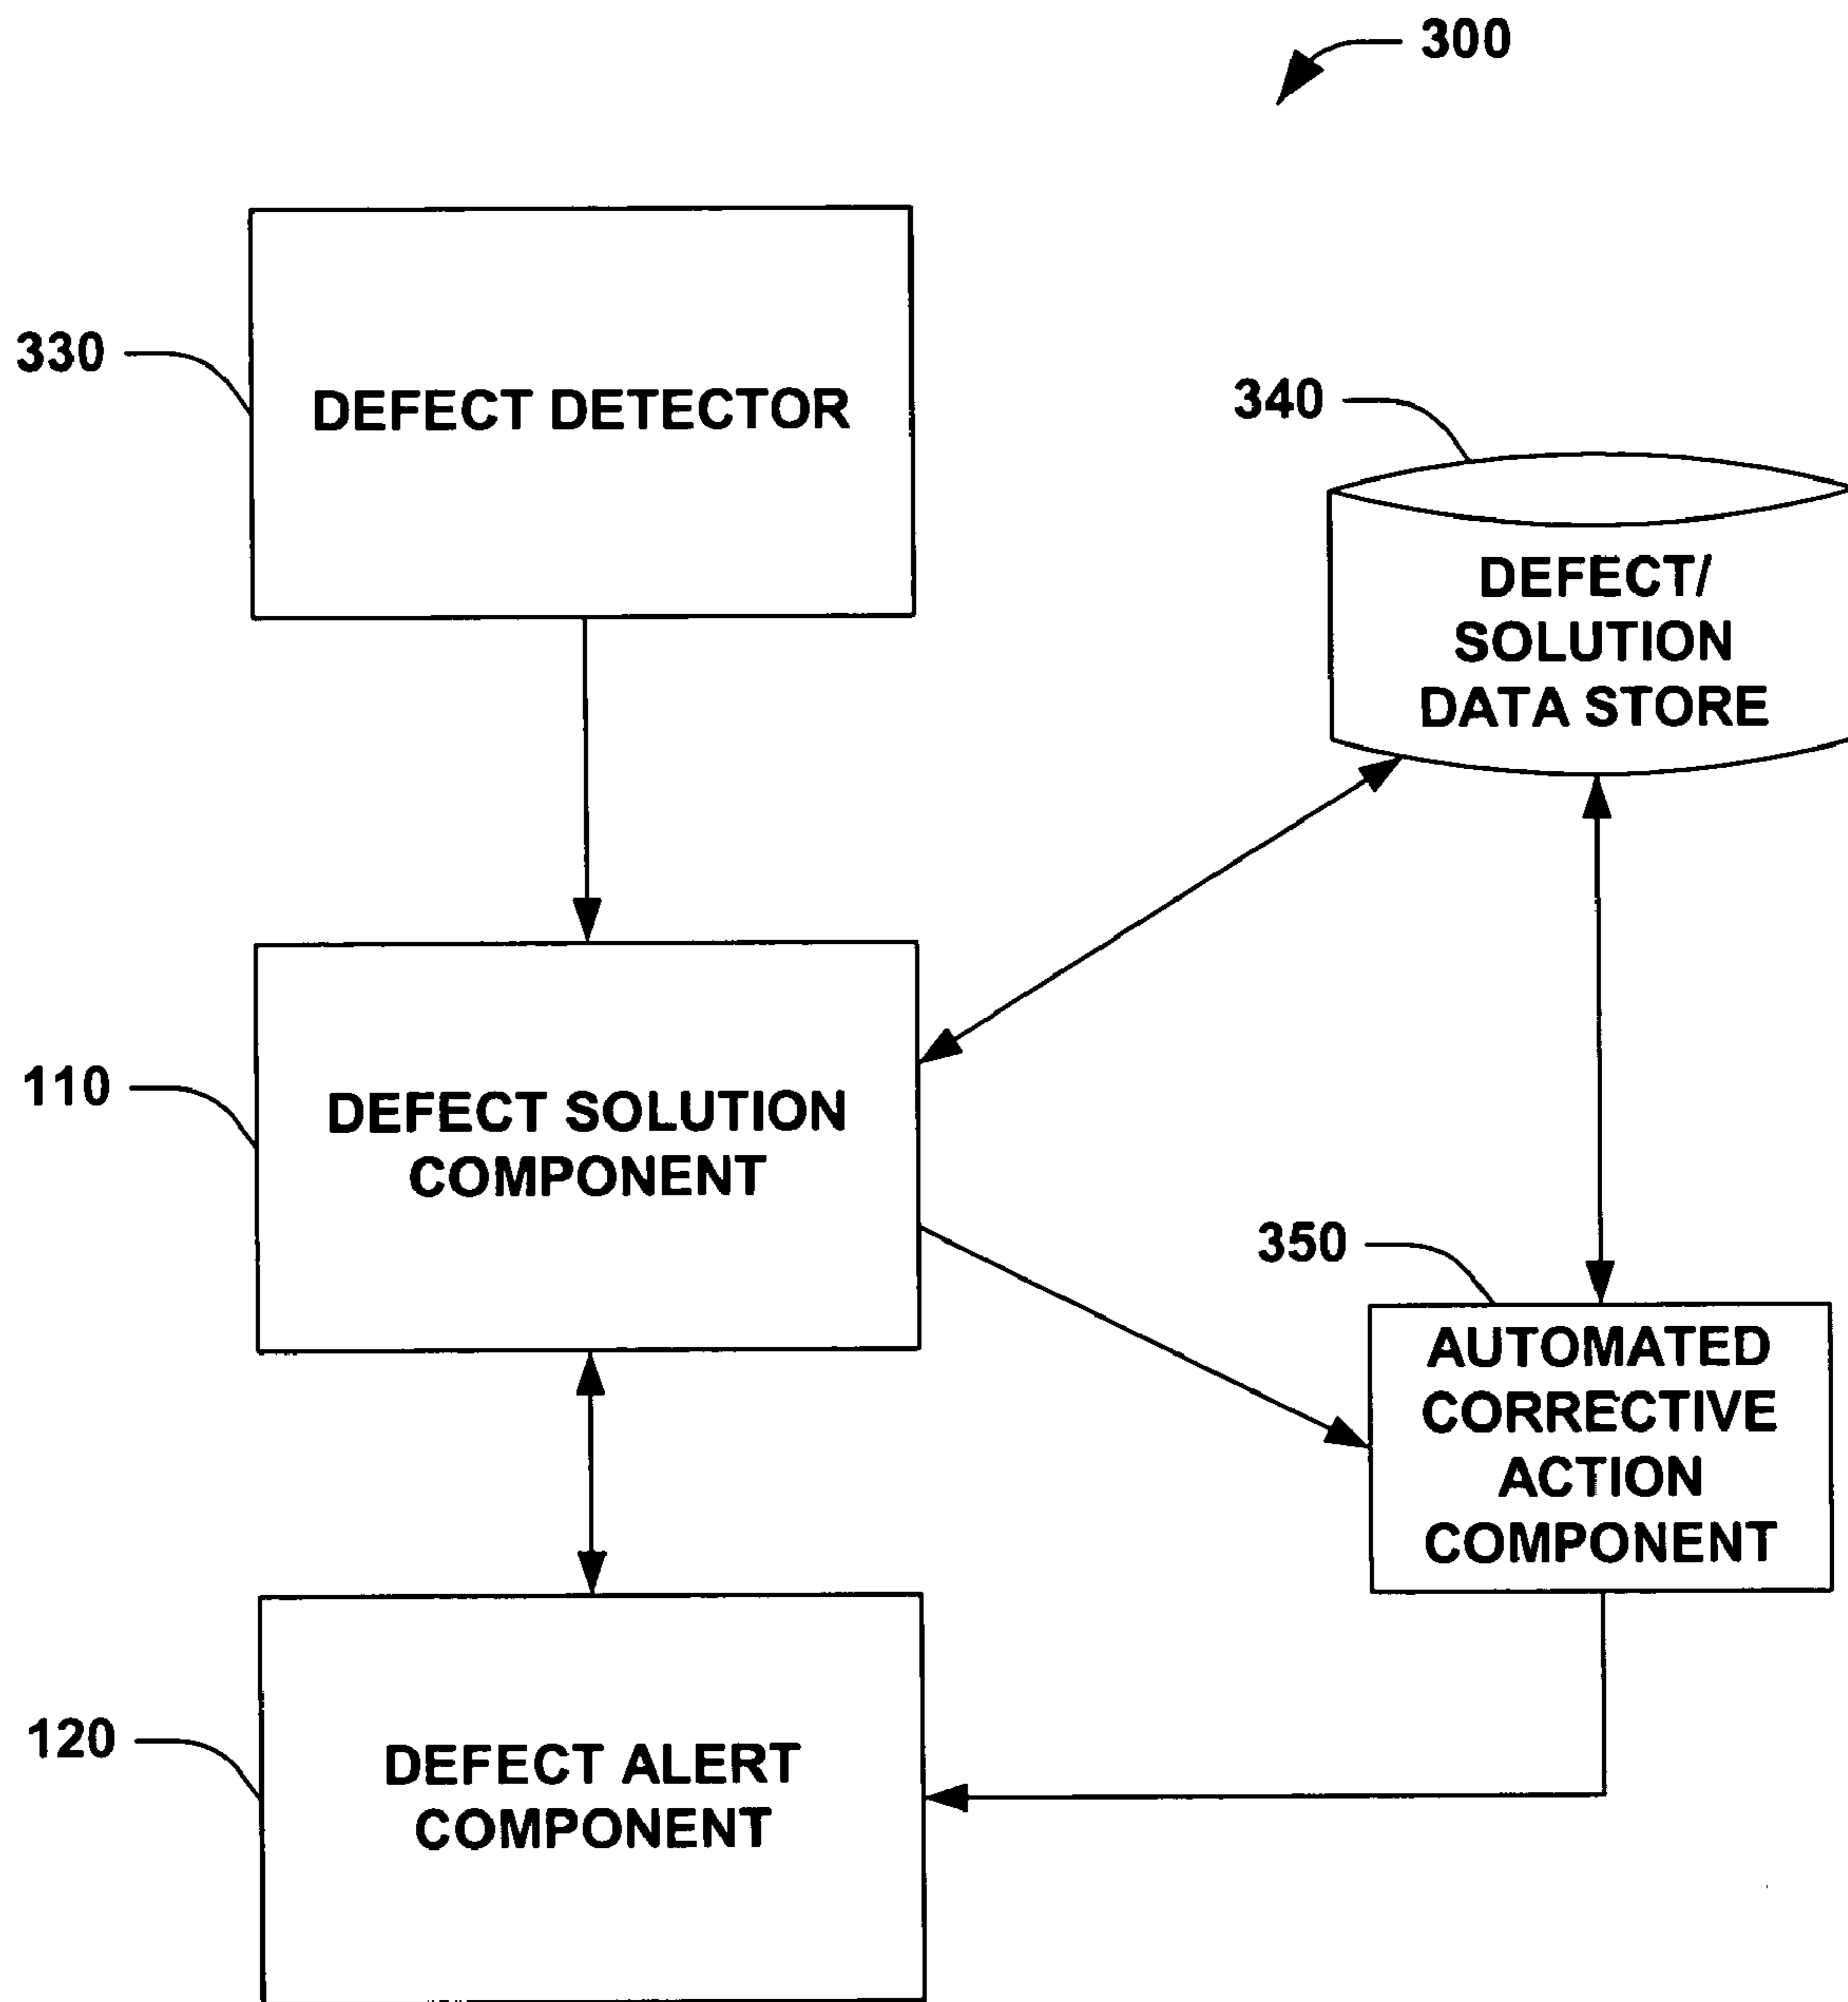 300
330
DEFECT DETECTOR
340
DEFECT/
SOLUTION
DATA STORE
110
DEFECT SOLUTION
COMPONENT
350
AUTOMATED
CORRECTIVE
ACTION
COMPONENT
120
DEFECT ALERT
COMPONENT